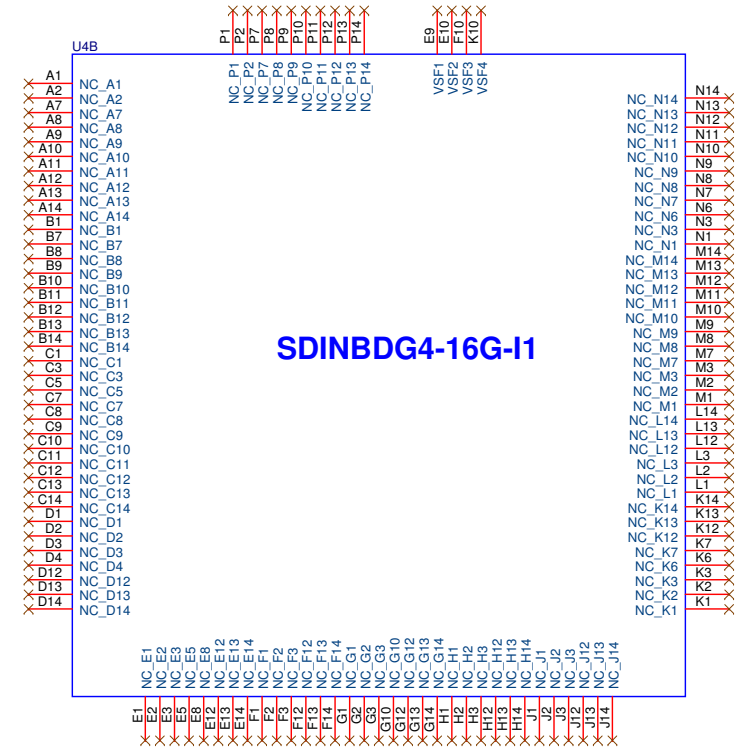 P1 P2 P7 P8 P9 P10 P11 P12 P13 P14 E9 E10 F10 K10
U4B
NC_P1 NC_P2 NC_P7 NC_P8 NC_P9 NC_P10 NC_P11 NC_P12 NC_P13 NC_P14 VSF1 VSF2 VSF3 VSF4
A1 NC_A1
A2 NC_A2 NC_N14 N14
A7 NC_A7 NC_N13 N13
A8 NC_A8 NC_N12 N12
A9 NC_A9 NC_N11 N11
A10 NC_A10 NC_N10 N10
A11 NC_A11 NC_N9 N9
A12 NC_A12 NC_N8 N8
A13 NC_A13 NC_N7 N7
A14 NC_A14 NC_N6 N6
B1 NC_B1 NC_N3 N3
B7 NC_B7 NC_N1 N1
B8 NC_B8 NC_M14 M14
B9 NC_B9 NC_M13 M13
B10 NC_B10 NC_M12 M12
B11 NC_B11 NC_M11 M11
B12 NC_B12 NC_M10 M10
B13 NC_B13 NC_M9 M9
B14 NC_B14 NC_M8 M8
SDINBDG4-16G-I1
C1 NC_C1 NC_M7 M7
C3 NC_C3 NC_M3 M3
C5 NC_C5 NC_M2 M2
C7 NC_C7 NC_M1 M1
C8 NC_C8 NC_L14 L14
C9 NC_C9 NC_L13 L13
C10 NC_C10 NC_L12 L12
C11 NC_C11 NC_L3 L3
C12 NC_C12 NC_L2 L2
C13 NC_C13 NC_L1 L1
C14 NC_C14 NC_K14 K14
D1 NC_D1 NC_K13 K13
D2 NC_D2 NC_K12 K12
D3 NC_D3 NC_K7 K7
D4 NC_D4 NC_K6 K6
D12 NC_D12 NC_K3 K3
D13 NC_D13 NC_K2 K2
D14 NC_D14 NC_K1 K1
NC_E1 NC_E2 NC_E3 NC_E5 NC_E8 NC_E12 NC_E13 NC_E14 NC_F1 NC_F2 NC_F3 NC_F12 NC_F13 NC_F14 NC_G1 NC_G2 NC_G3 NC_G10 NC_G12 NC_G13 NC_G14 NC_H1 NC_H2 NC_H3 NC_H12 NC_H13 NC_H14 NC_J1 NC_J2 NC_J3 NC_J12 NC_J13 NC_J14
E1 E2 E3 E5 E8 E12 E13 E14 F1 F2 F3 F12 F13 F14 G1 G2 G3 G10 G12 G13 G14 H1 H2 H3 H12 H13 H14 J1 J2 J3 J12 J13 J14